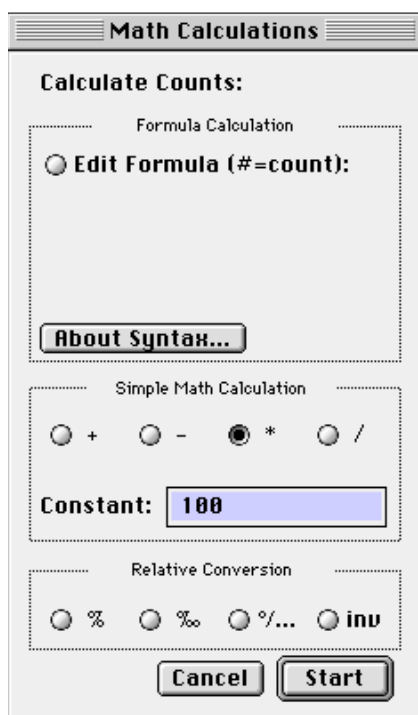 Math Calculations
Calculate Counts:
Formula Calculation
Edit Formula (#=count):
About Syntax...
Simple Math Calculation
+ - * /
Constant: 100
Relative Conversion
% ‰ °/... inv
Cancel Start